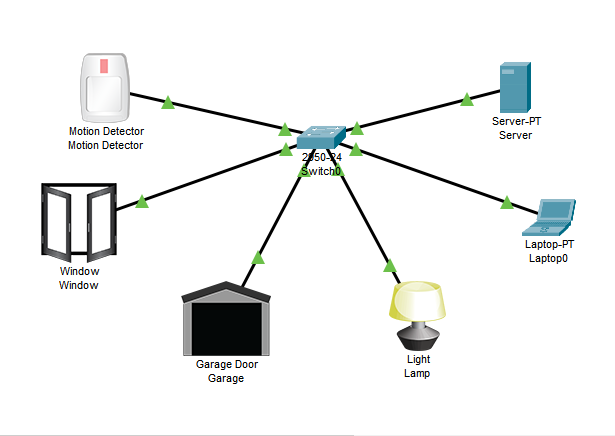 Motion Detector
Motion Detector
Server-PT
Server
2950-24
Switch0
Window
Window
Laptop-PT
Laptop0
Garage Door
Garage
Light
Lamp